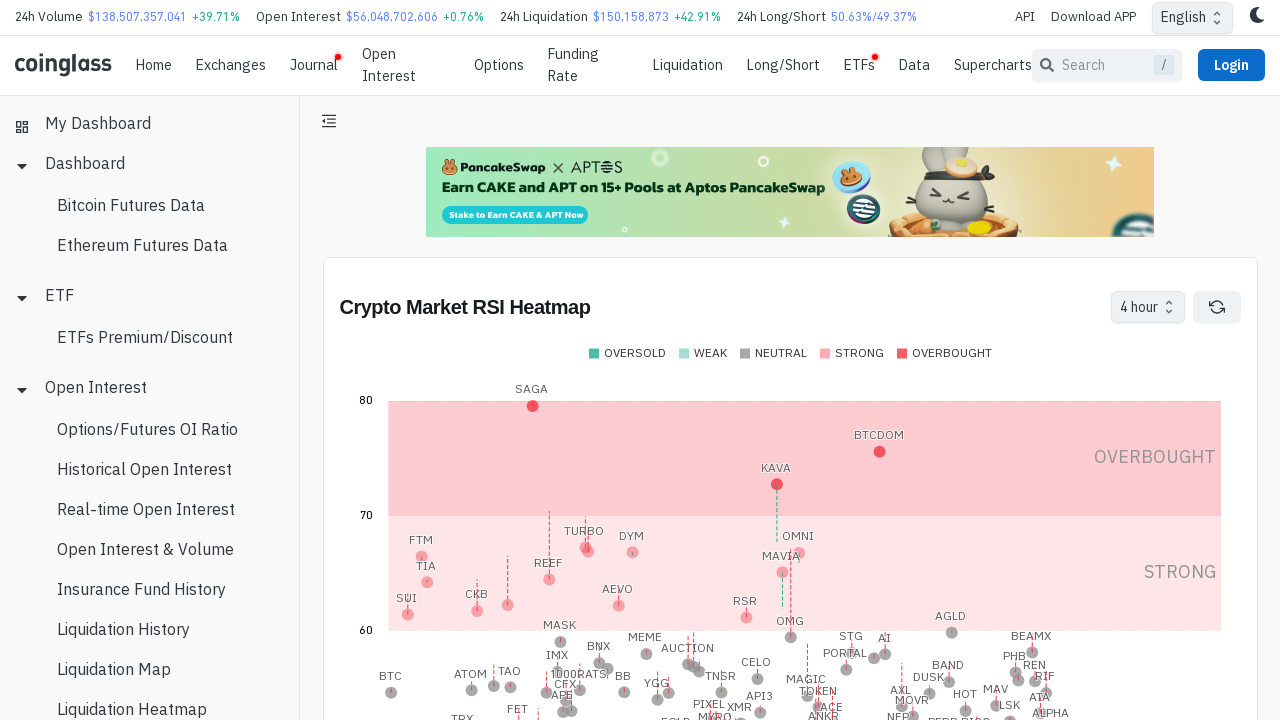 24h Volume $138,507,357,041 +39.71% Open Interest $56,048,702,606 +0.76% 24h Liquidation $150,158,873 +42.91% 24h Long/Short 50.63%/49.37% API Download APP English
coinglass Home Exchanges Journal Open Interest Options Funding Rate Liquidation Long/Short ETFs Data Supercharts Search / Login
My Dashboard
Dashboard
Bitcoin Futures Data
Ethereum Futures Data
ETF
ETFs Premium/Discount
Open Interest
Options/Futures OI Ratio
Historical Open Interest
Real-time Open Interest
Open Interest & Volume
Insurance Fund History
Liquidation History
Liquidation Map
Liquidation Heatmap
PancakeSwap × APTOS
Earn CAKE and APT on 15+ Pools at Aptos PancakeSwap
Stake to Earn CAKE & APT Now
Crypto Market RSI Heatmap
4 hour
OVERSOLD WEAK NEUTRAL STRONG OVERBOUGHT
SAGA
80
BTCDOM
OVERBOUGHT
KAVA
70
TURBO
FTM DYM OMNI
MAVIA
TIA REEF
STRONG
CKB AEVO
SUI RSR
AGLD
OMG
MASK
60
MEME STG AI BEAMX
BNX AUCTION
IMX PORTAL PHB
CELO BAND REN
BTC ATOM TAO 1000RATS BB TNSR MAGIC DUSK RIF
CFX YGG TOKEN AXL HOT MAV
APE PIXEL API3 MOVR ATA
FET XMR ACE LSK ALPHA
ANKR